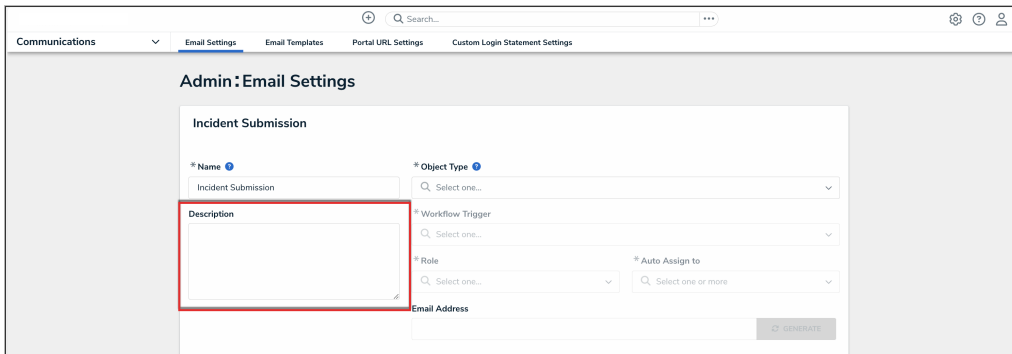 Search...
Communications
Email Settings Email Templates Portal URL Settings Custom Login Statement Settings
Admin:Email Settings
Incident Submission
*Name ?
*Object Type ?
Incident Submission
Select one...
Description
*Workflow Trigger
Select one...
*Role
*Auto Assign to
Select one...
Select one or more
Email Address
GENERATE